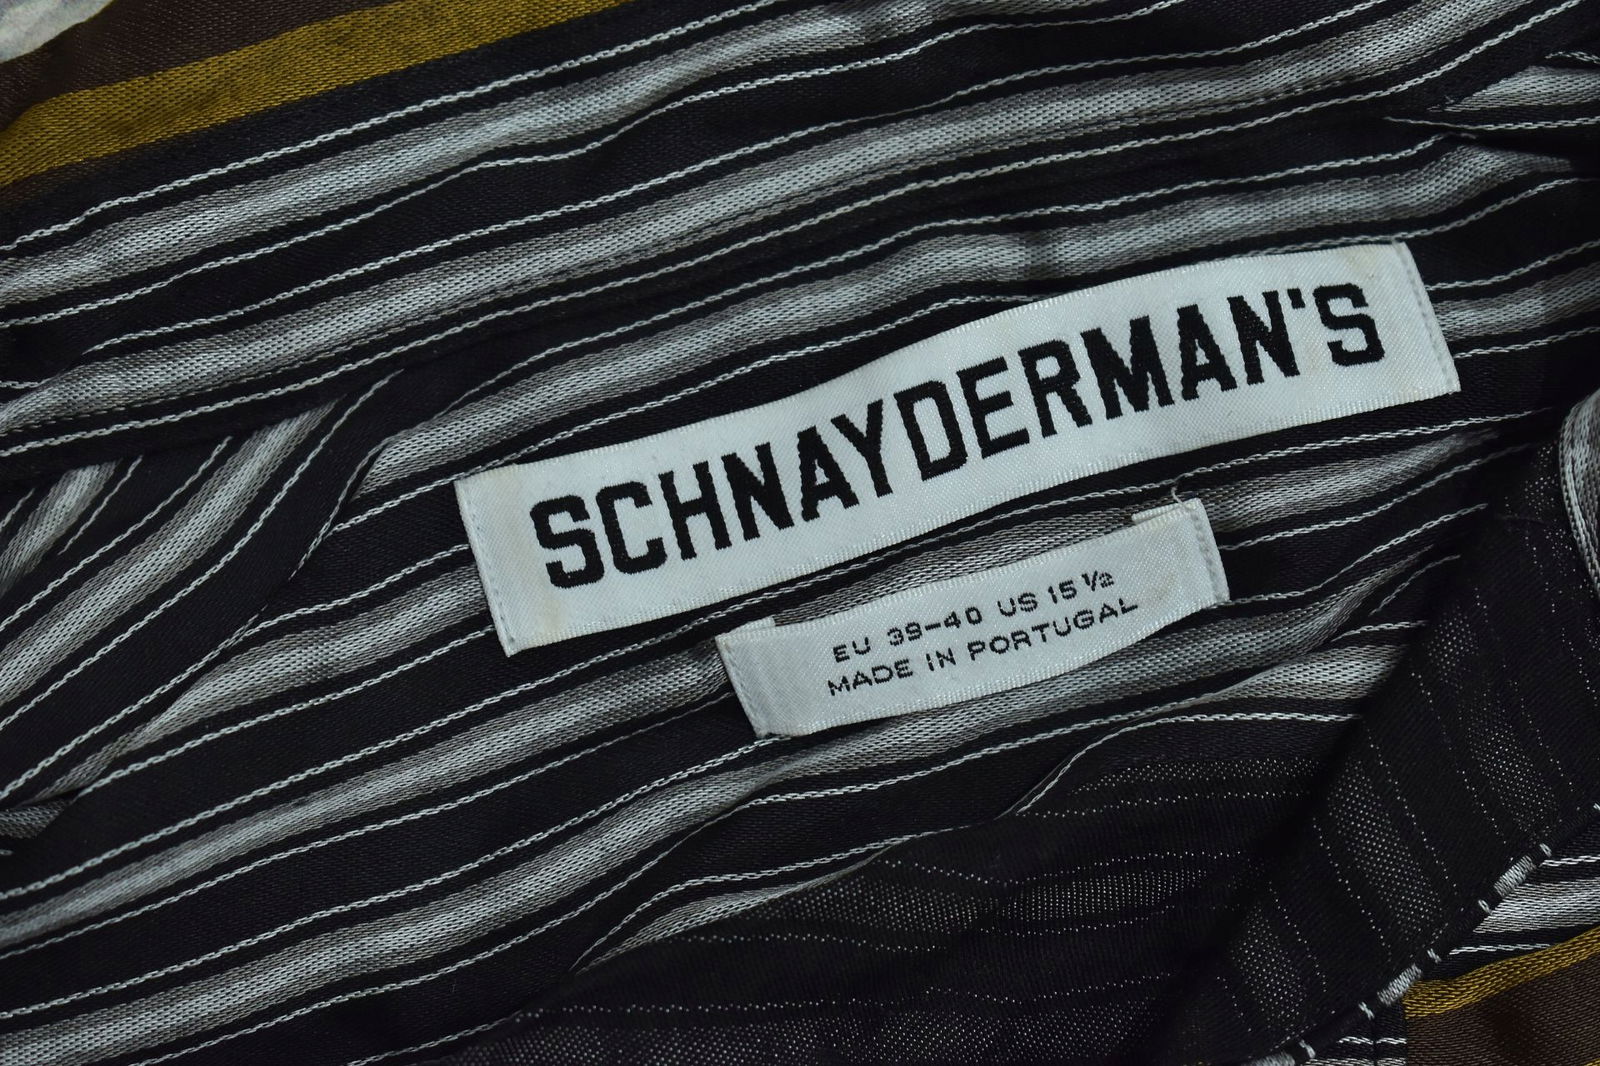 SCHNAYDERMAN'S
EU 39-40 US 15 ½
MADE IN PORTUGAL